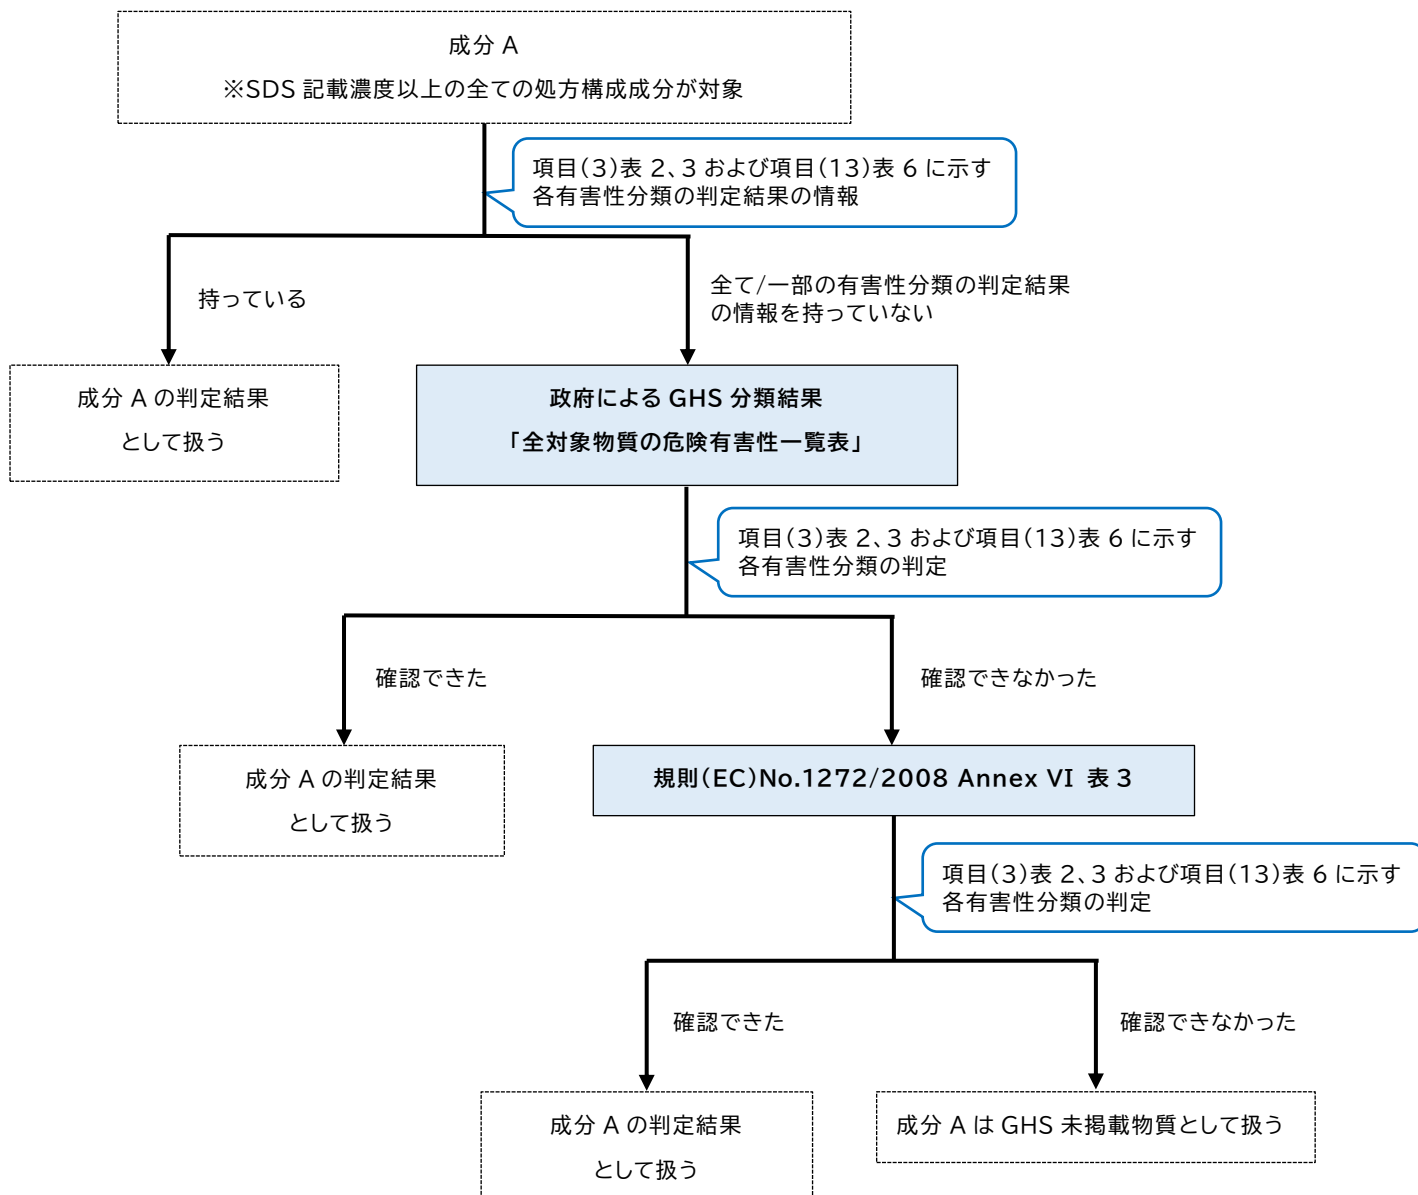 成分 A
※SDS 記載濃度以上の全ての処方構成成分が対象
項目(3)表 2、3 および項目(13)表 6 に示す
各有害性分類の判定結果の情報
持っている
全て/一部の有害性分類の判定結果
の情報を持っていない
成分 A の判定結果
として扱う
政府による GHS 分類結果
「全対象物質の危険有害性一覧表」
項目(3)表 2、3 および項目(13)表 6 に示す
各有害性分類の判定
確認できた
確認できなかった
成分 A の判定結果
として扱う
規則(EC)No.1272/2008 Annex VI 表 3
項目(3)表 2、3 および項目(13)表 6 に示す
各有害性分類の判定
確認できた
確認できなかった
成分 A の判定結果
として扱う
成分 A は GHS 未掲載物質として扱う